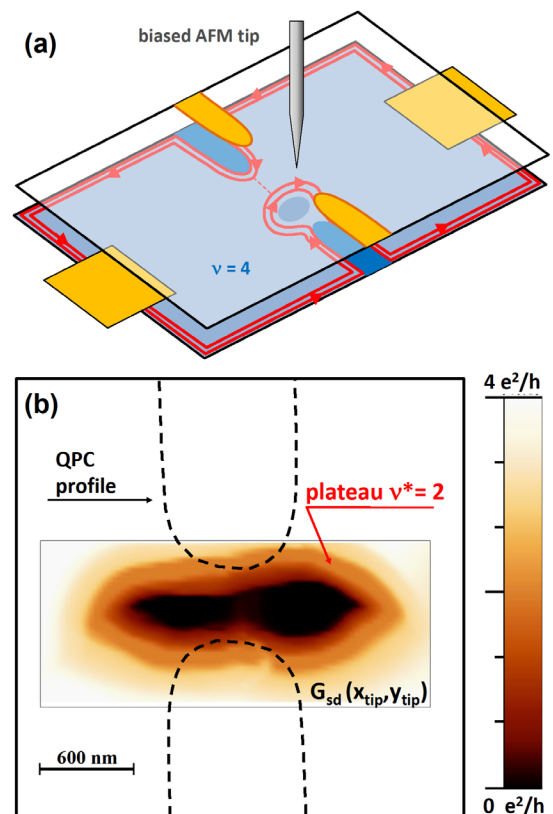 (a)
biased AFM tip
ν = 4
(b)
QPC
profile
plateau ν*= 2
G_sd (x_tip,y_tip)
600 nm
4 e²/h
0 e²/h